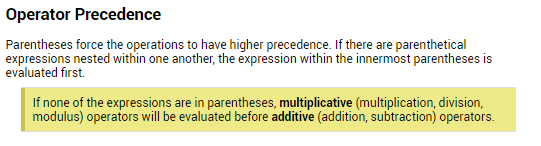 Operator Precedence
Parentheses force the operations to have higher precedence. If there are parenthetical
expressions nested within one another, the expression within the innermost parentheses is
evaluated first.
If none of the expressions are in parentheses, multiplicative (multiplication, division,
modulus) operators will be evaluated before additive (addition, subtraction) operators.